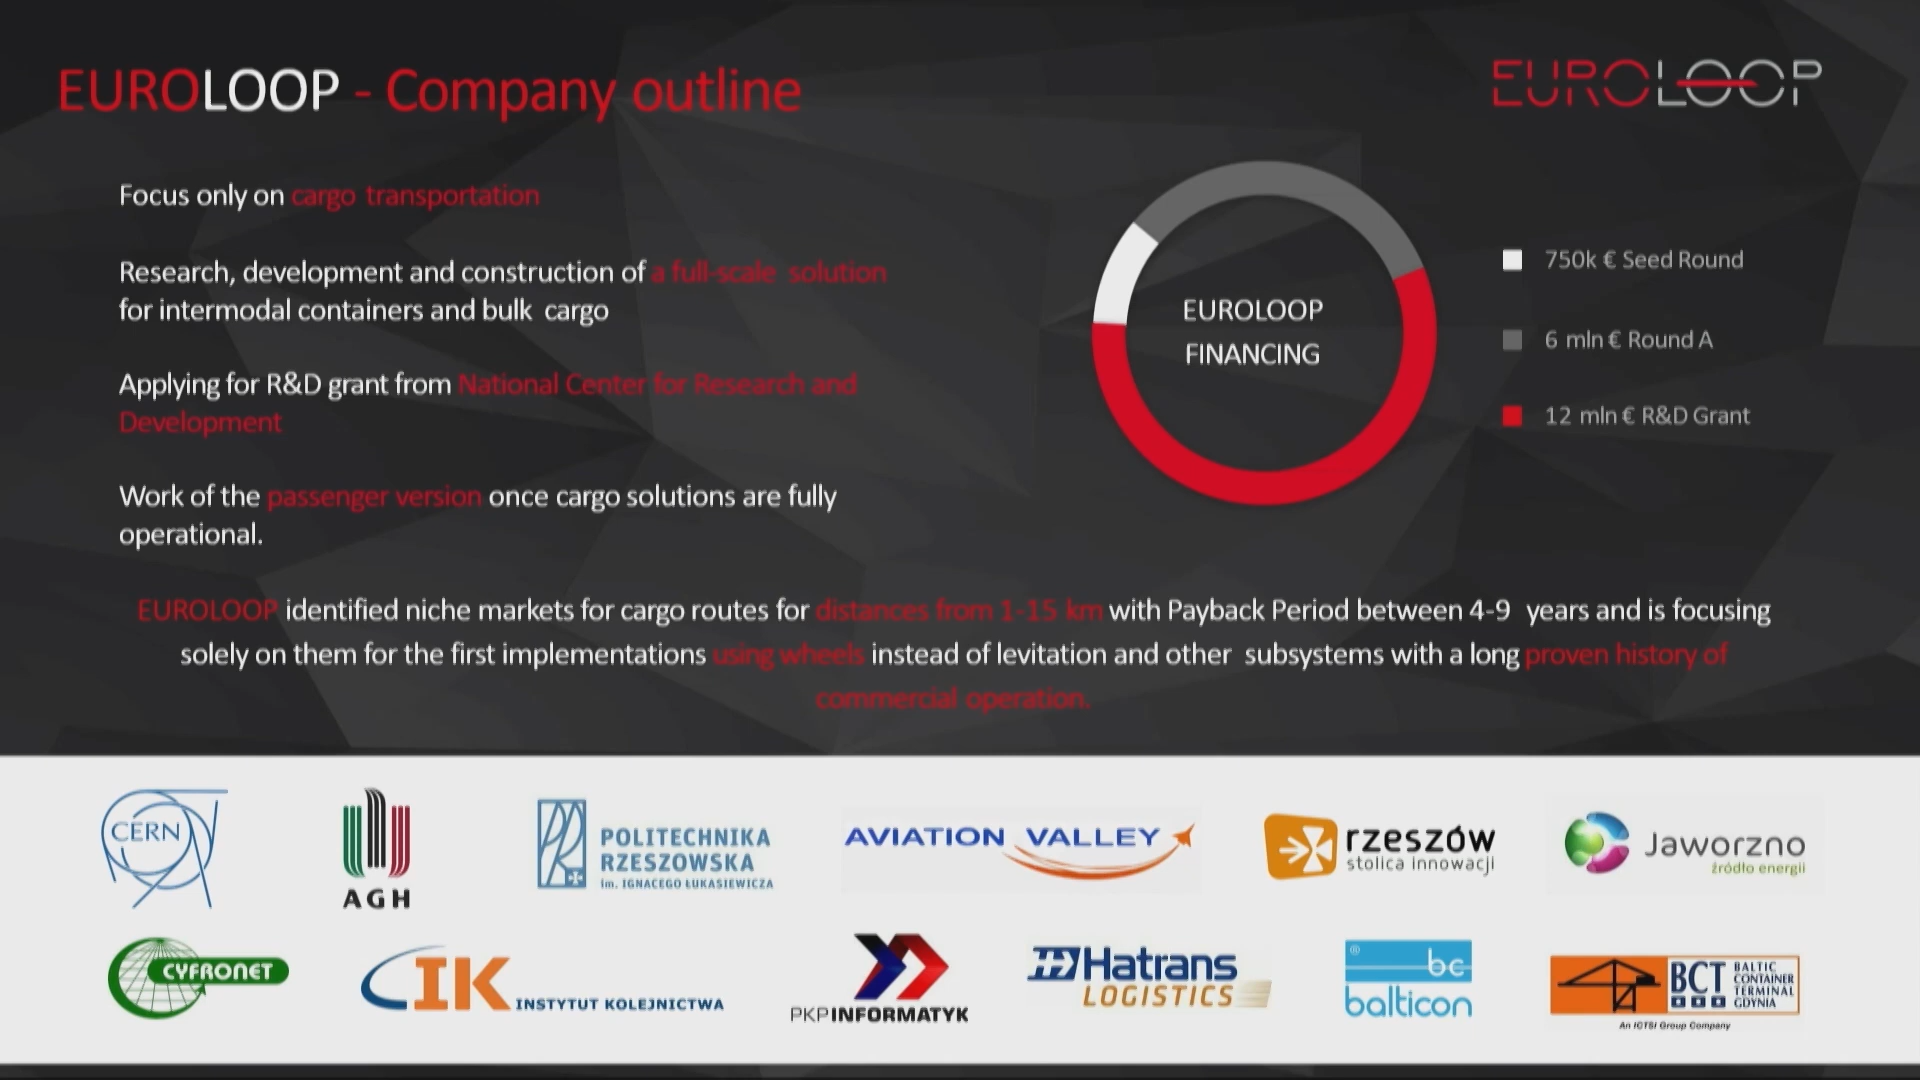 EUROLOOP - Company outline
EUROLOOP
Focus only on cargo transportation
Research, development and construction of a full-scale solution
for intermodal containers and bulk cargo
Applying for R&D grant from National Center for Research and
Development
Work of the passenger version once cargo solutions are fully
operational.
EUROLOOP
FINANCING
750k € Seed Round
6 mln € Round A
12 mln € R&D Grant
EUROLOOP identified niche markets for cargo routes for distances from 1-15 km with Payback Period between 4-9 years and is focusing
solely on them for the first implementations using wheels instead of levitation and other subsystems with a long proven history of
commercial operation.
CERN
AGH
POLITECHNIKA
RZESZOWSKA
im. IGNACEGO ŁUKASIEWICZA
AVIATION VALLEY
rzeszów
stolica innowacji
Jaworzno
źródło energii
CYFRONET
IK INSTYTUT KOLEJNICTWA
PKPINFORMATYK
Hatrans
LOGISTICS
bc
balticon
BCT
BALTIC
CONTAINER
TERMINAL
GDYNIA
An ICTSI Group Company